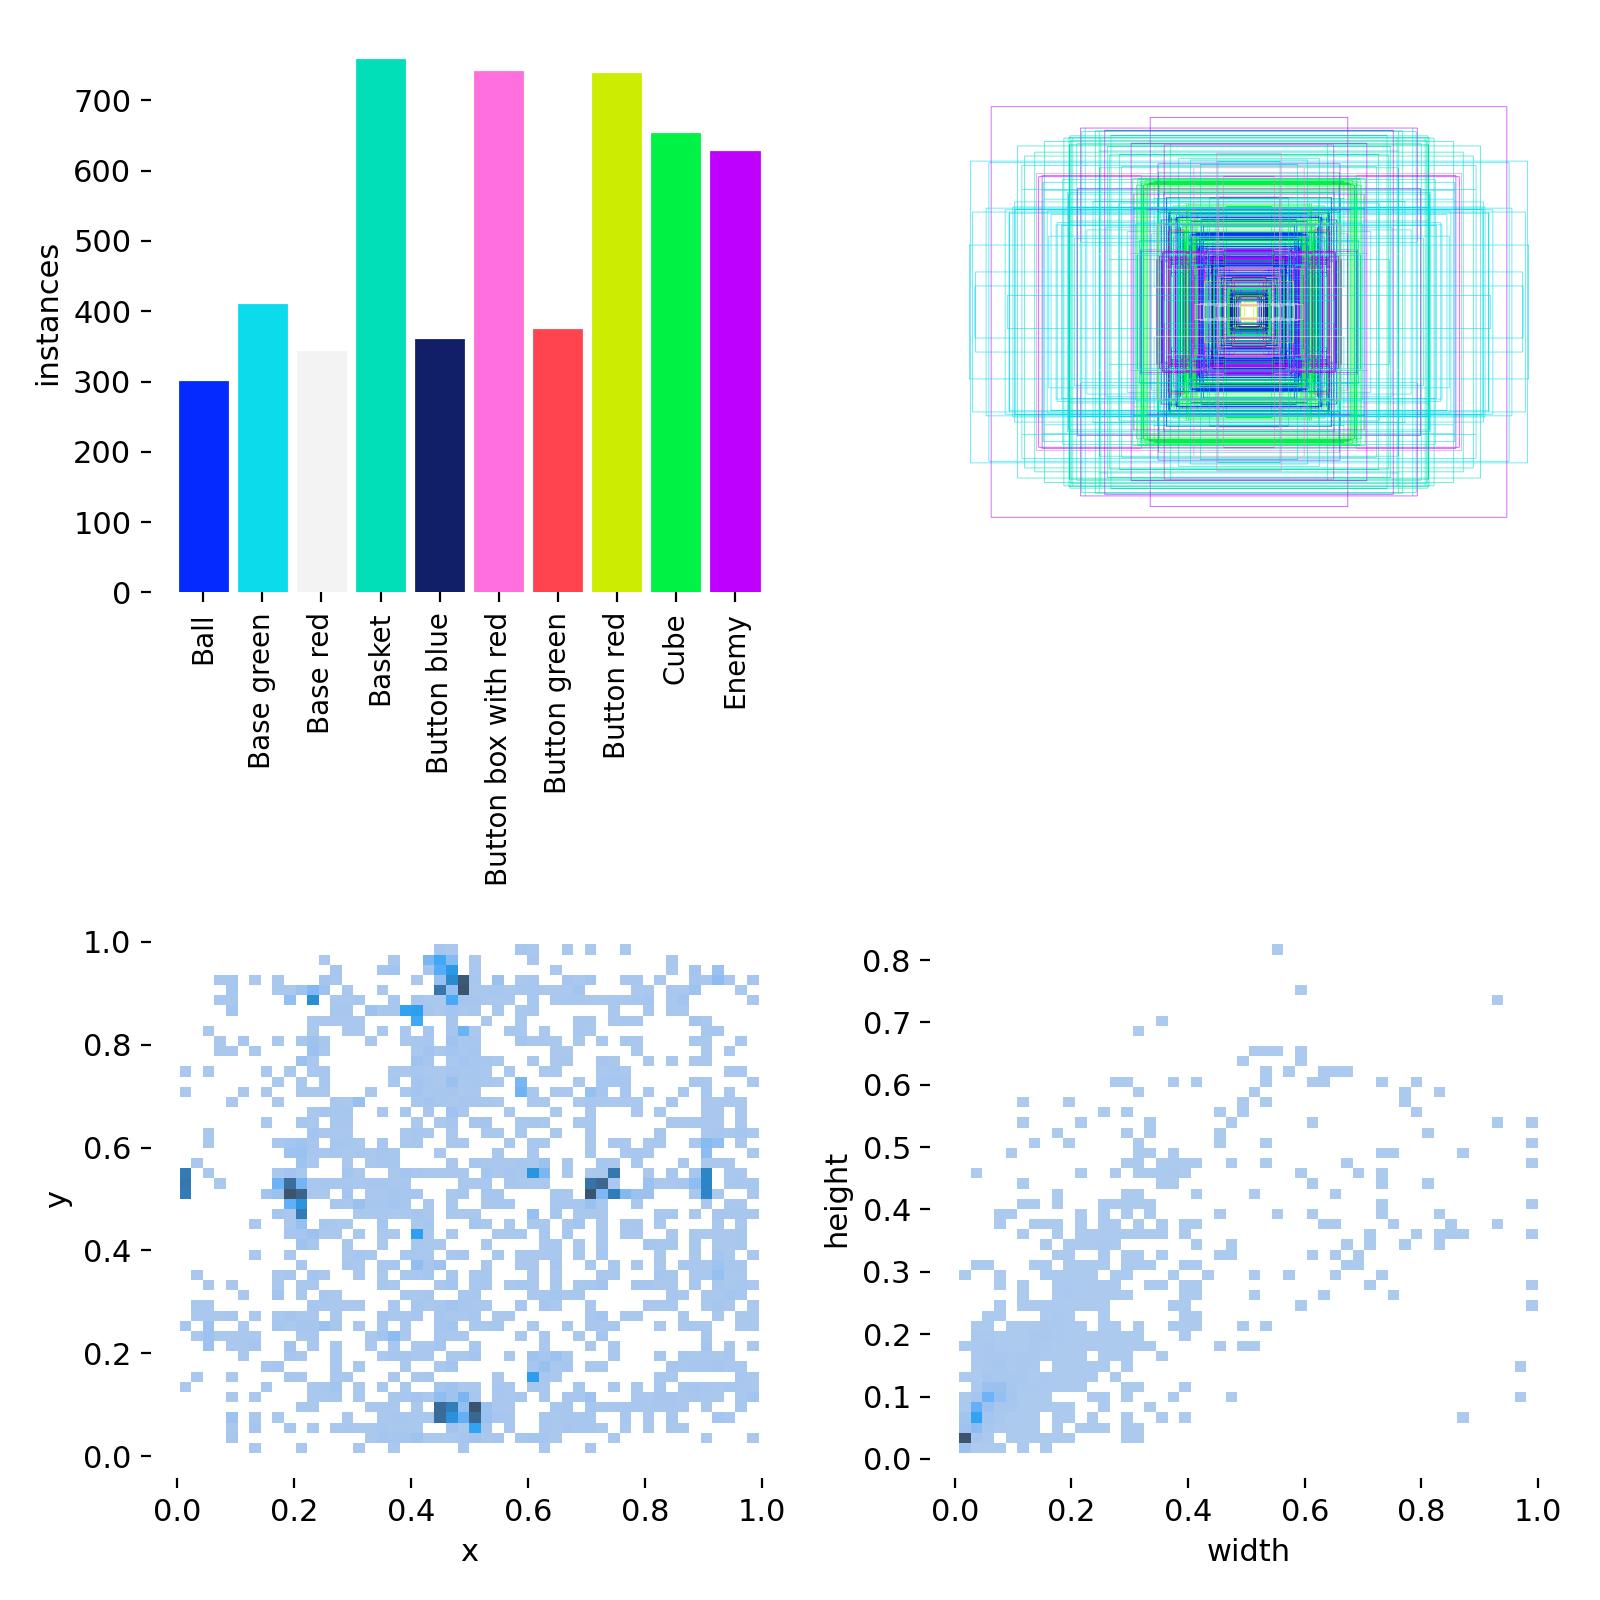 700
600
500
400
300
200
100
0
instances
Ball
Base green
Base red
Basket
Button blue
Button box with red
Button green
Button red
Cube
Enemy
1.0
0.8
0.6
0.4
0.2
0.0
y
0.0 0.2 0.4 0.6 0.8 1.0
x
0.8
0.7
0.6
0.5
0.4
0.3
0.2
0.1
0.0
height
0.0 0.2 0.4 0.6 0.8 1.0
width